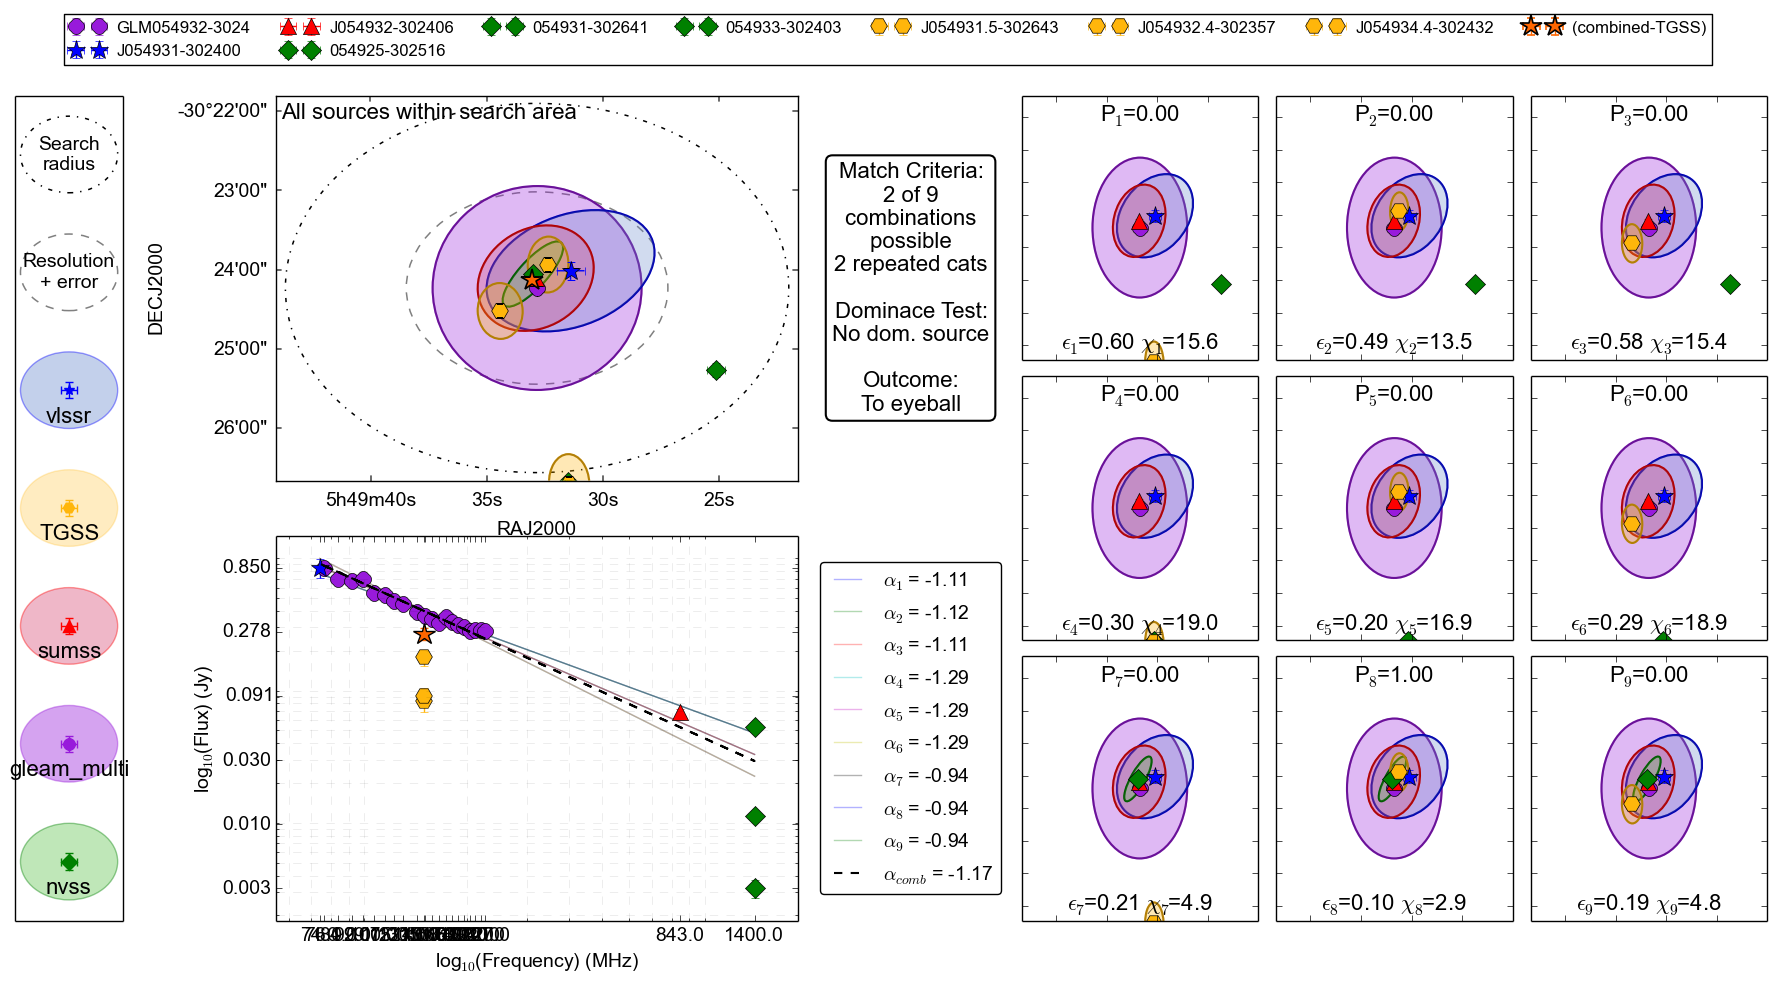 GLM054932-3024 J054932-302406 054931-302641 054933-302403 J054931.5-302643 J054932.4-302357 J054934.4-302432 (combined-TGSS)
J054931-302400 054925-302516
Search
radius
Resolution
+ error
vlssr
TGSS
sumss
gleam_multi
nvss
All sources within search area
-30°22'00"
23'00"
24'00"
25'00"
26'00"
DECJ2000
5h49m40s 35s 30s 25s
RAJ2000
Match Criteria:
2 of 9
combinations
possible
2 repeated cats
Dominace Test:
No dom. source
Outcome:
To eyeball
0.850
0.278
0.091
0.030
0.010
0.003
log10(Flux) (Jy)
843.0 1400.0
log10(Frequency) (MHz)
α1 = -1.11
α2 = -1.12
α3 = -1.11
α4 = -1.29
α5 = -1.29
α6 = -1.29
α7 = -0.94
α8 = -0.94
α9 = -0.94
αcomb = -1.17
P1=0.00 P2=0.00 P3=0.00
ϵ1=0.60 χ1=15.6 ϵ2=0.49 χ2=13.5 ϵ3=0.58 χ3=15.4
P4=0.00 P5=0.00 P6=0.00
ϵ4=0.30 χ4=19.0 ϵ5=0.20 χ5=16.9 ϵ6=0.29 χ6=18.9
P7=0.00 P8=1.00 P9=0.00
ϵ7=0.21 χ7=4.9 ϵ8=0.10 χ8=2.9 ϵ9=0.19 χ9=4.8